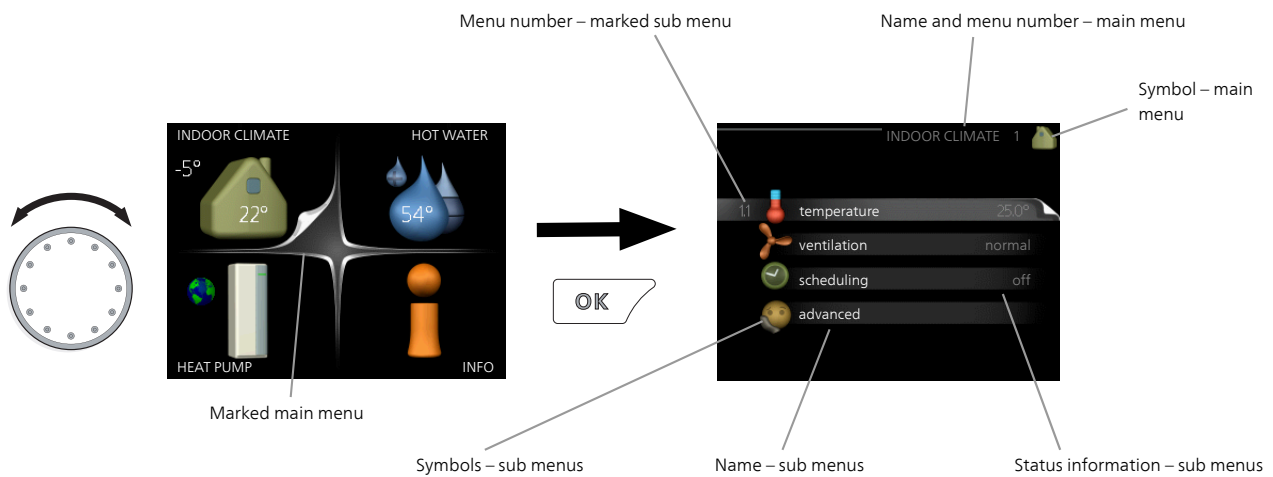 Menu number – marked sub menu
Name and menu number – main menu
Symbol – main
menu
INDOOR CLIMATE
HOT WATER
-5°
22°
54°
HEAT PUMP
INFO
Marked main menu
OK
INDOOR CLIMATE 1
1.1 temperature 25.0°
ventilation normal
scheduling off
advanced
Symbols – sub menus
Name – sub menus
Status information – sub menus